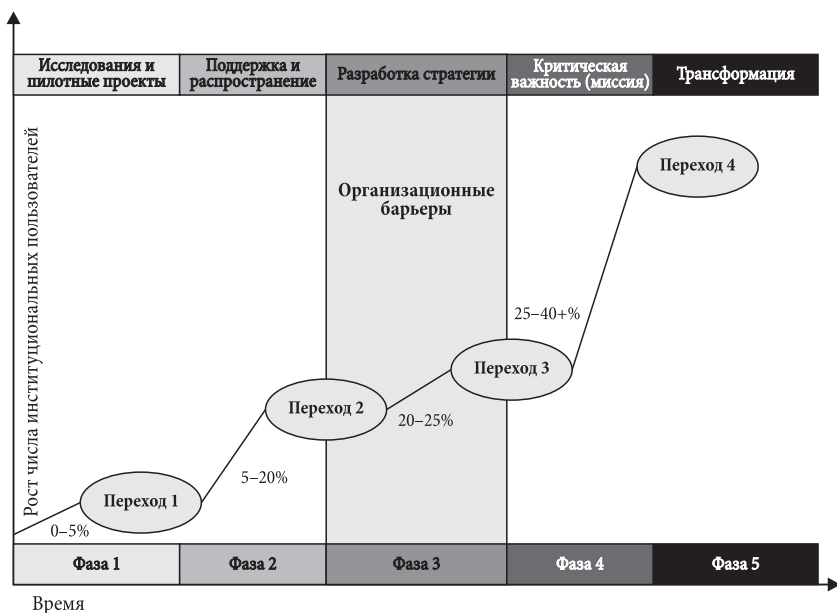 Исследования и
пилотные проекты
Поддержка и
распространение
Разработка стратегии
Критическая
важность (миссия)
Трансформация
Рост числа институциональных пользователей
Организационные
барьеры
Переход 4
25–40+%
Переход 3
Переход 2
20–25%
5–20%
Переход 1
0–5%
Фаза 1
Фаза 2
Фаза 3
Фаза 4
Фаза 5
Время